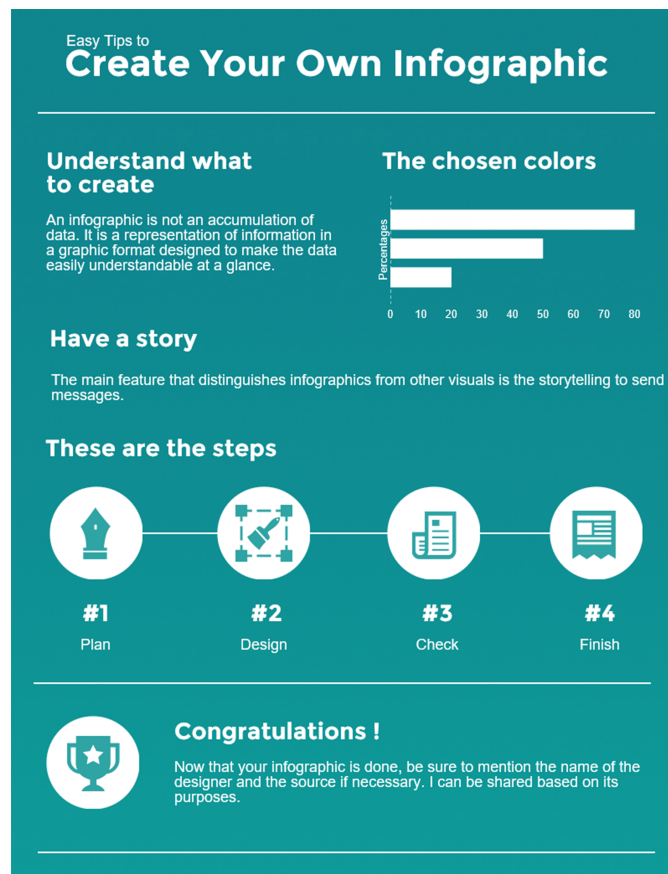 Easy Tips to
Create Your Own Infographic
Understand what
to create
An infographic is not an accumulation of
data. It is a representation of information in
a graphic format designed to make the data
easily understandable at a glance.
The chosen colors
Percentages
0 10 20 30 40 50 60 70 80
Have a story
The main feature that distinguishes infographics from other visuals is the storytelling to send
messages.
These are the steps
#1 #2 #3 #4
Plan Design Check Finish
Congratulations !
Now that your infographic is done, be sure to mention the name of the
designer and the source if necessary. I can be shared based on its
purposes.